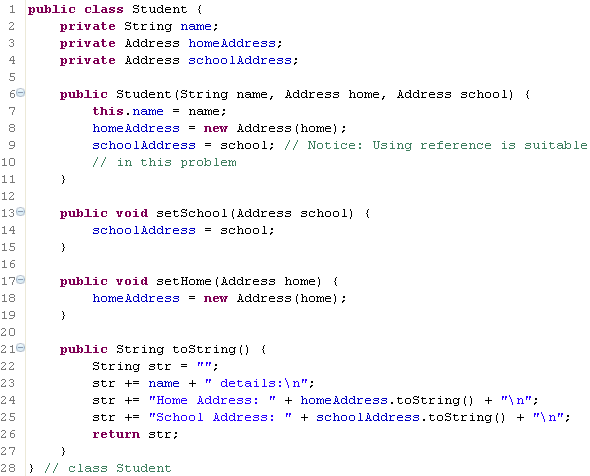 1 public class Student {
2     private String name;
3     private Address homeAddress;
4     private Address schoolAddress;
5
6     public Student(String name, Address home, Address school) {
7         this.name = name;
8         homeAddress = new Address(home);
9         schoolAddress = school; // Notice: Using reference is suitable
10         // in this problem
11     }
12
13     public void setSchool(Address school) {
14         schoolAddress = school;
15     }
16
17     public void setHome(Address home) {
18         homeAddress = new Address(home);
19     }
20
21     public String toString() {
22         String str = "";
23         str += name + " details:\n";
24         str += "Home Address: " + homeAddress.toString() + "\n";
25         str += "School Address: " + schoolAddress.toString() + "\n";
26         return str;
27     }
28 } // class Student